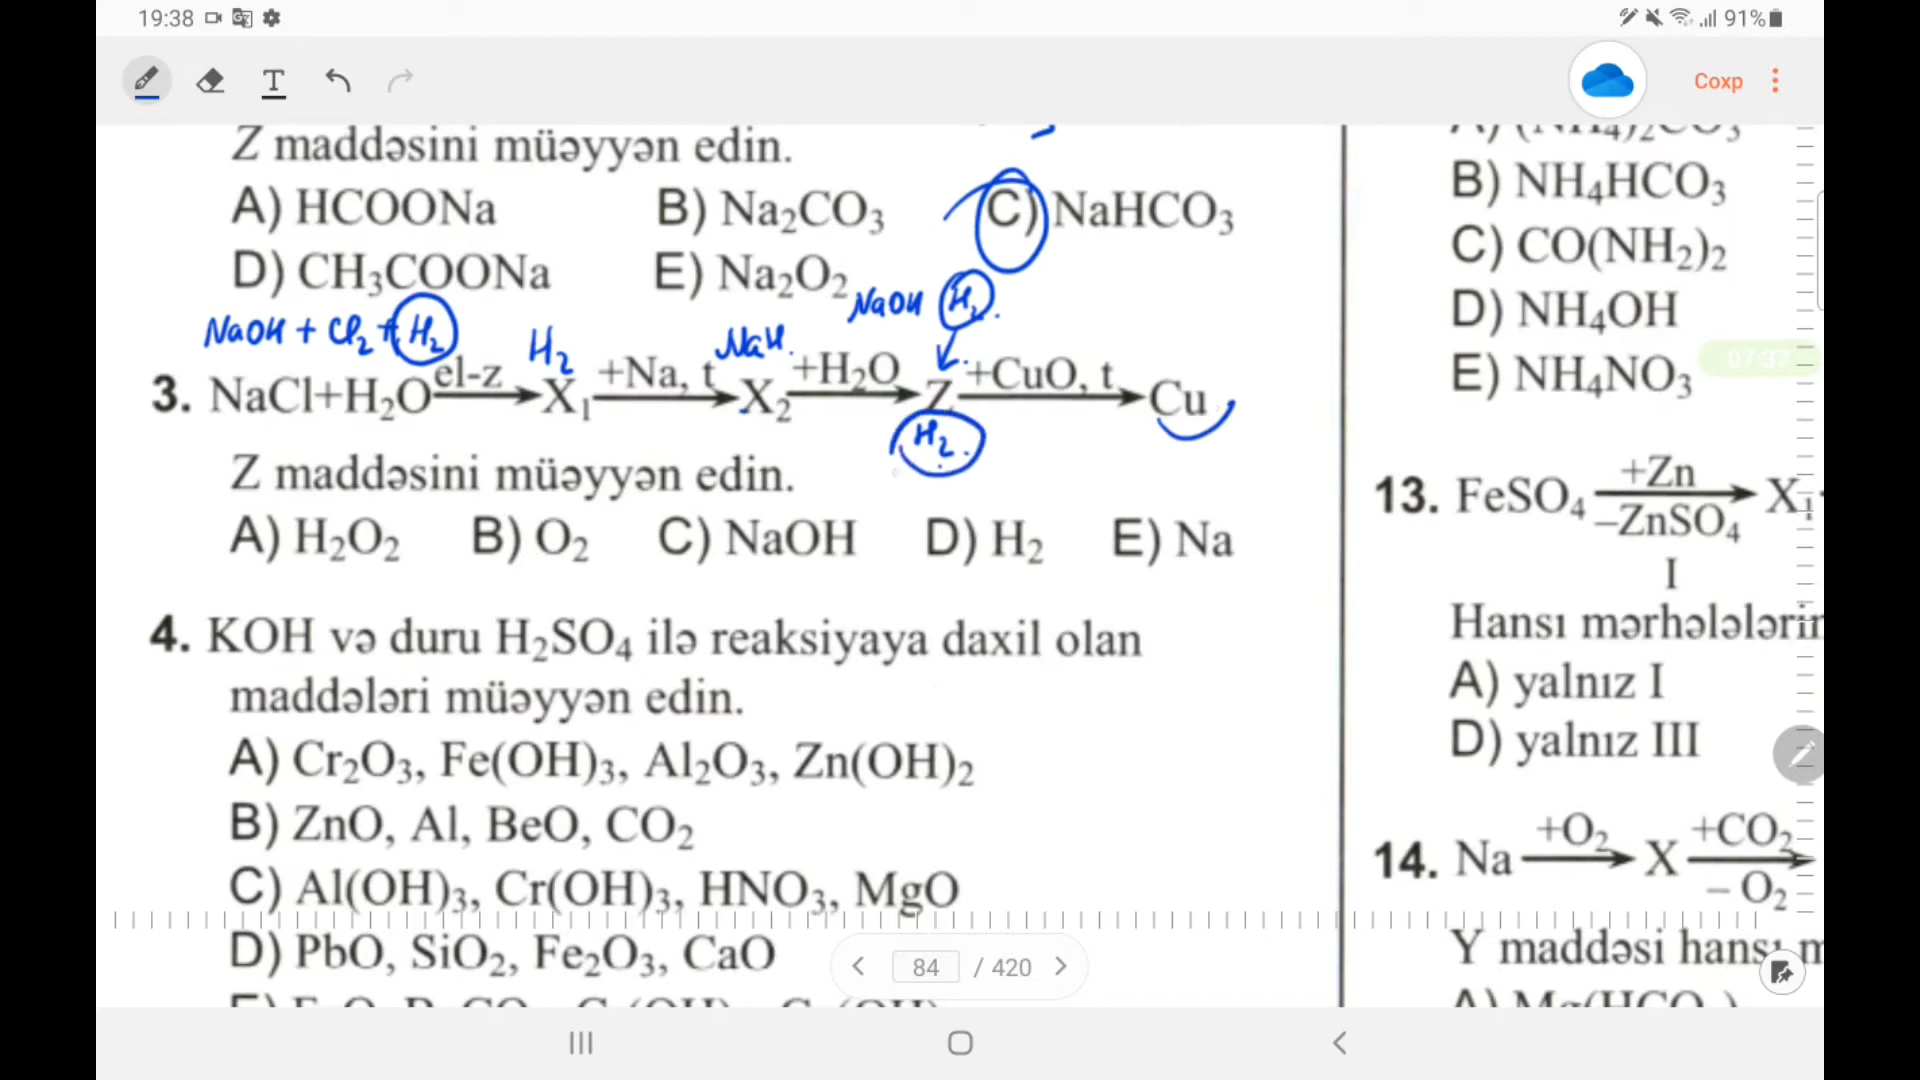 19:38
91%
T
Сохр
Z maddəsini müəyyən edin.
A) HCOONa B) Na₂CO₃ C) NaHCO₃
D) CH₃COONa E) Na₂O₂
NaOH H₂.
NaOH + Cl₂ + H₂ H₂ NaH.
3. NaCl+H₂O el-z X₁ +Na, t X₂ +H₂O Z +CuO, t Cu
H₂.
Z maddəsini müəyyən edin.
A) H₂O₂ B) O₂ C) NaOH D) H₂ E) Na
4. KOH və duru H₂SO₄ ilə reaksiyaya daxil olan
maddələri müəyyən edin.
A) Cr₂O₃, Fe(OH)₃, Al₂O₃, Zn(OH)₂
B) ZnO, Al, BeO, CO₂
C) Al(OH)₃, Cr(OH)₃, HNO₃, MgO
D) PbO, SiO₂, Fe₂O₃, CaO
84 / 420
A) (NH₄)₂CO₃
B) NH₄HCO₃
C) CO(NH₂)₂
D) NH₄OH
07:37
E) NH₄NO₃
13. FeSO₄ +Zn –ZnSO₄ X₁
I
Hansı mərhələlərin
A) yalnız I
D) yalnız III
14. Na +O₂ X +CO₂ – O₂
Y maddəsi hansı m